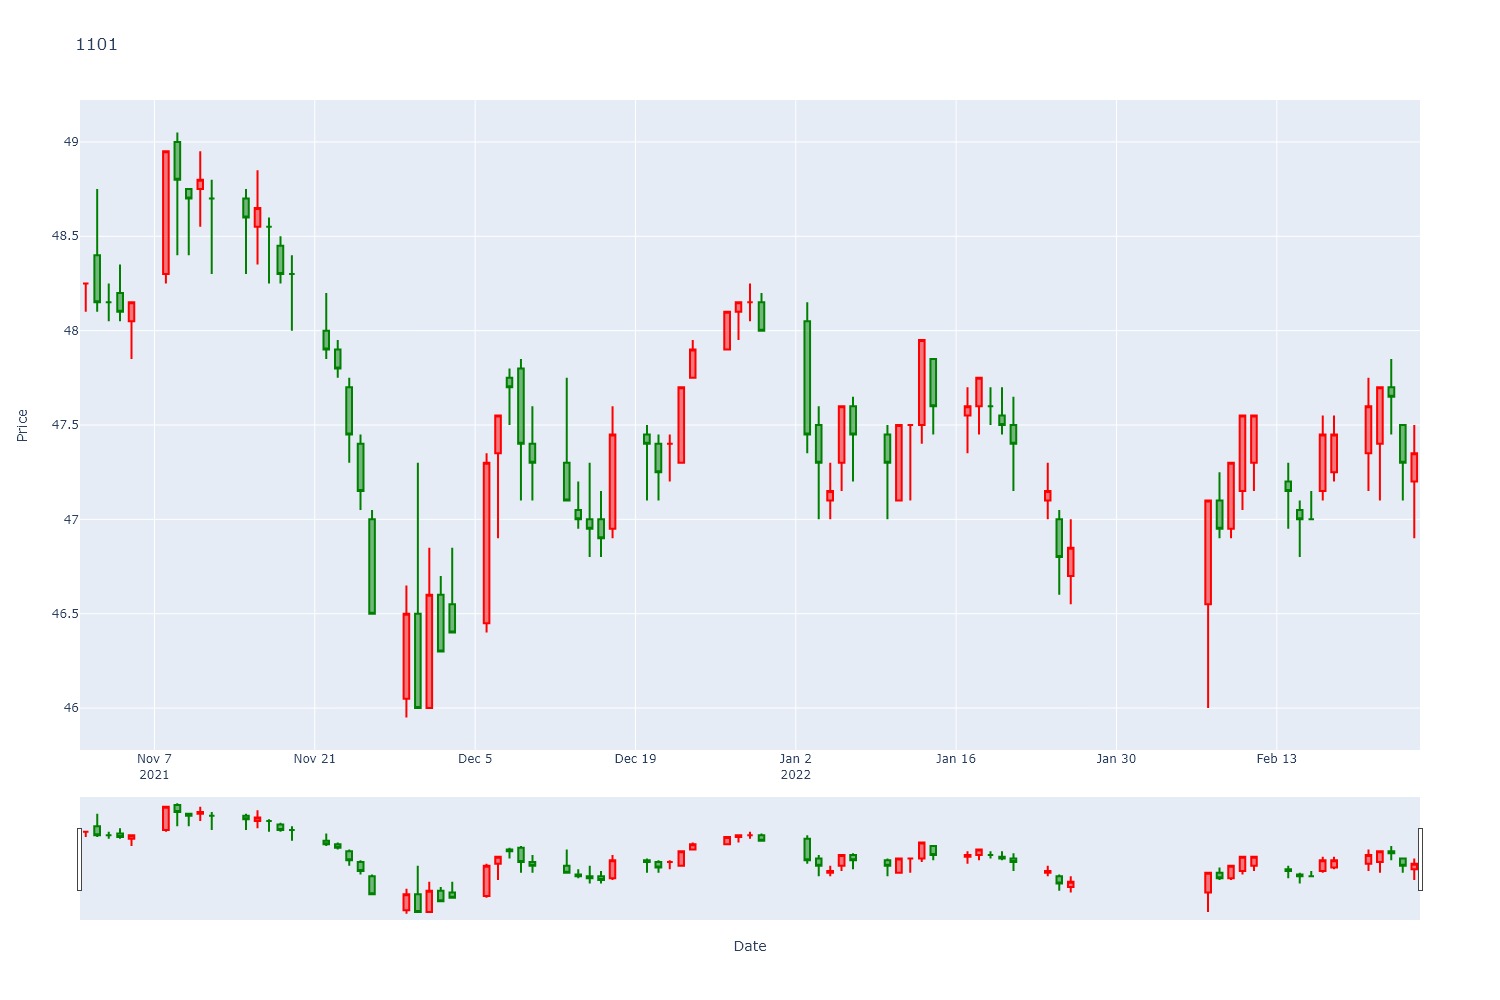 1101
49
48.5
48
47.5
47
46.5
46
Price
Nov 7
2021
Nov 21
Dec 5
Dec 19
Jan 2
2022
Jan 16
Jan 30
Feb 13
Date